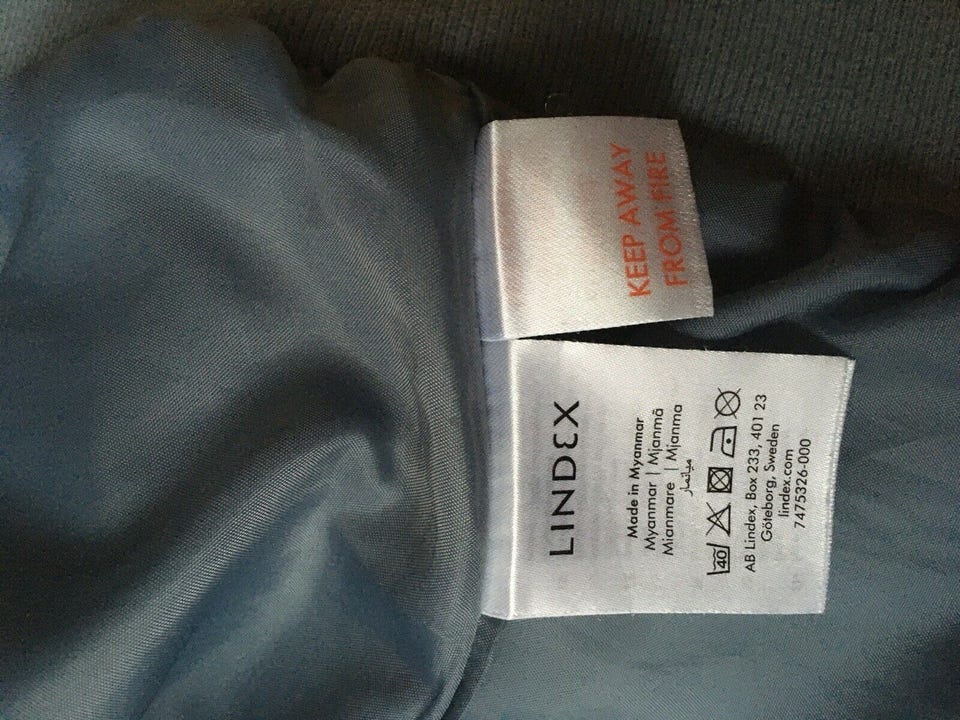 KEEP AWAY
FROM FIRE
LINDEX
Made in Myanmar
Myanmar | Mjanmā
Mianmare | Mjanma
ميانمار
40
AB Lindex, Box 233, 401 23
Göteborg, Sweden
lindex.com
7475326-000